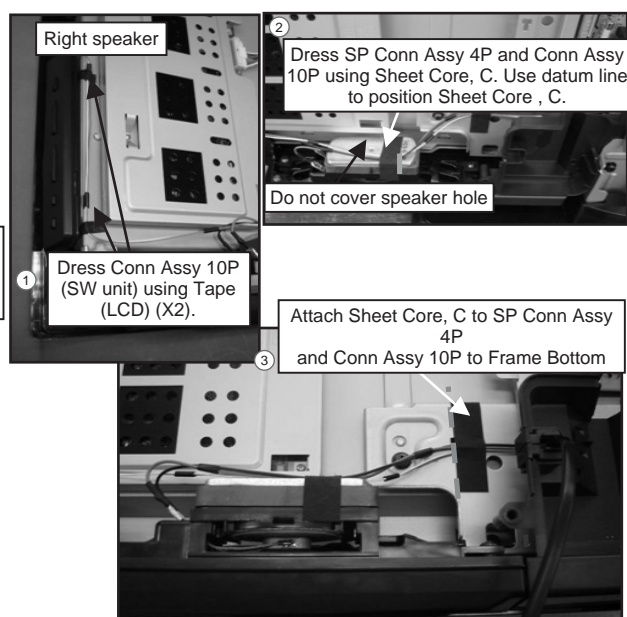 Right speaker
1
Dress Conn Assy 10P
(SW unit) using Tape
(LCD) (X2).
2
Dress SP Conn Assy 4P and Conn Assy
10P using Sheet Core, C. Use datum line
to position Sheet Core , C.
Do not cover speaker hole
3
Attach Sheet Core, C to SP Conn Assy
4P
and Conn Assy 10P to Frame Bottom